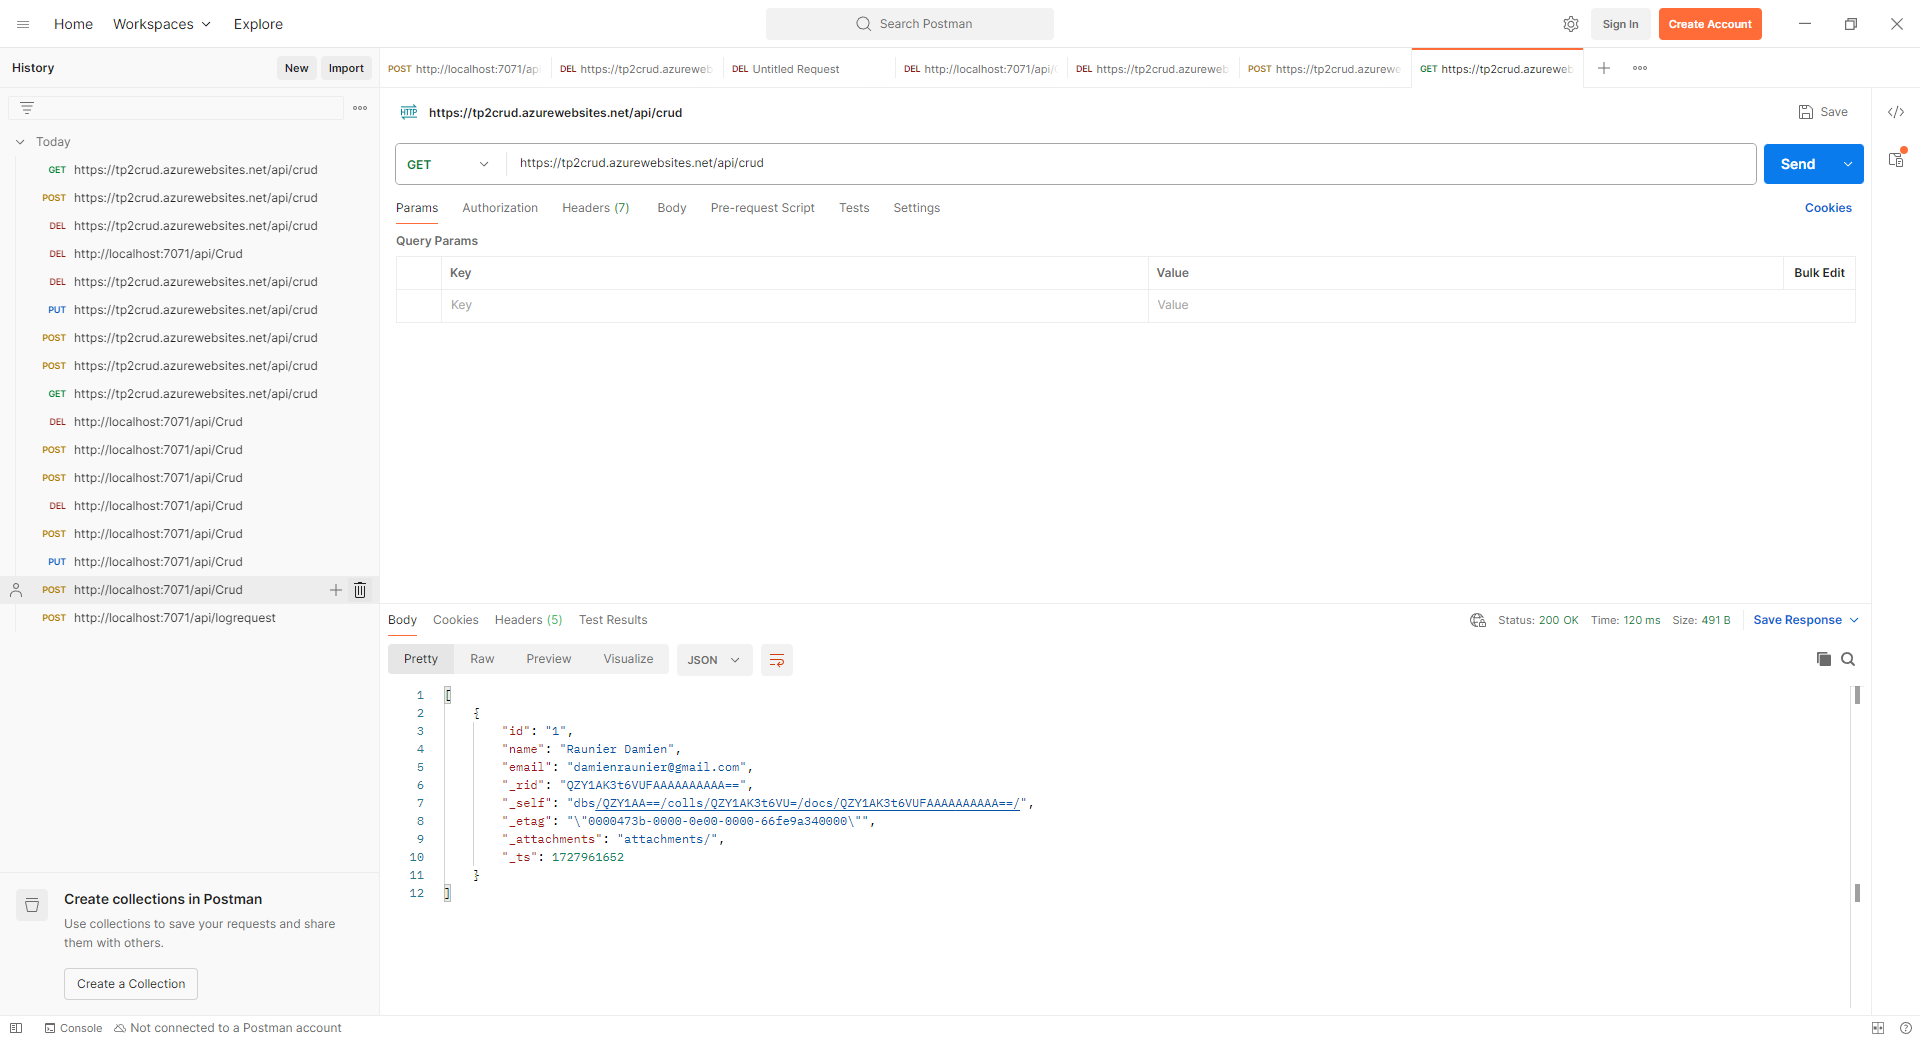 Home Workspaces Explore
Search Postman
Sign In
Create Account
History
New
Import
POST http://localhost:7071/ap
DEL https://tp2crud.azureweb
DEL Untitled Request
DEL http://localhost:7071/api/
DEL https://tp2crud.azureweb
POST https://tp2crud.azurewe
GET https://tp2crud.azureweb
Today
GET https://tp2crud.azurewebsites.net/api/crud
POST https://tp2crud.azurewebsites.net/api/crud
DEL https://tp2crud.azurewebsites.net/api/crud
DEL http://localhost:7071/api/Crud
DEL https://tp2crud.azurewebsites.net/api/crud
PUT https://tp2crud.azurewebsites.net/api/crud
POST https://tp2crud.azurewebsites.net/api/crud
POST https://tp2crud.azurewebsites.net/api/crud
GET https://tp2crud.azurewebsites.net/api/crud
DEL http://localhost:7071/api/Crud
POST http://localhost:7071/api/Crud
POST http://localhost:7071/api/Crud
DEL http://localhost:7071/api/Crud
POST http://localhost:7071/api/Crud
PUT http://localhost:7071/api/Crud
POST http://localhost:7071/api/Crud
POST http://localhost:7071/api/logrequest
Create collections in Postman
Use collections to save your requests and share
them with others.
Create a Collection
HTTP https://tp2crud.azurewebsites.net/api/crud
Save
GET https://tp2crud.azurewebsites.net/api/crud
Send
Params Authorization Headers (7) Body Pre-request Script Tests Settings
Cookies
Query Params
Key Value Bulk Edit
Key Value
Body Cookies Headers (5) Test Results
Status: 200 OK Time: 120 ms Size: 491 B
Save Response
Pretty Raw Preview Visualize JSON
1 [
2 {
3 "id": "1",
4 "name": "Raunier Damien",
5 "email": "damienraunier@gmail.com",
6 "_rid": "QZY1AK3t6VUFAAAAAAAAAA==",
7 "_self": "dbs/QZY1AA==/colls/QZY1AK3t6VU=/docs/QZY1AK3t6VUFAAAAAAAAAA==/",
8 "_etag": "\"0000473b-0000-0e00-0000-66fe9a340000\"",
9 "_attachments": "attachments/",
10 "_ts": 1727961652
11 }
12 ]
Console Not connected to a Postman account